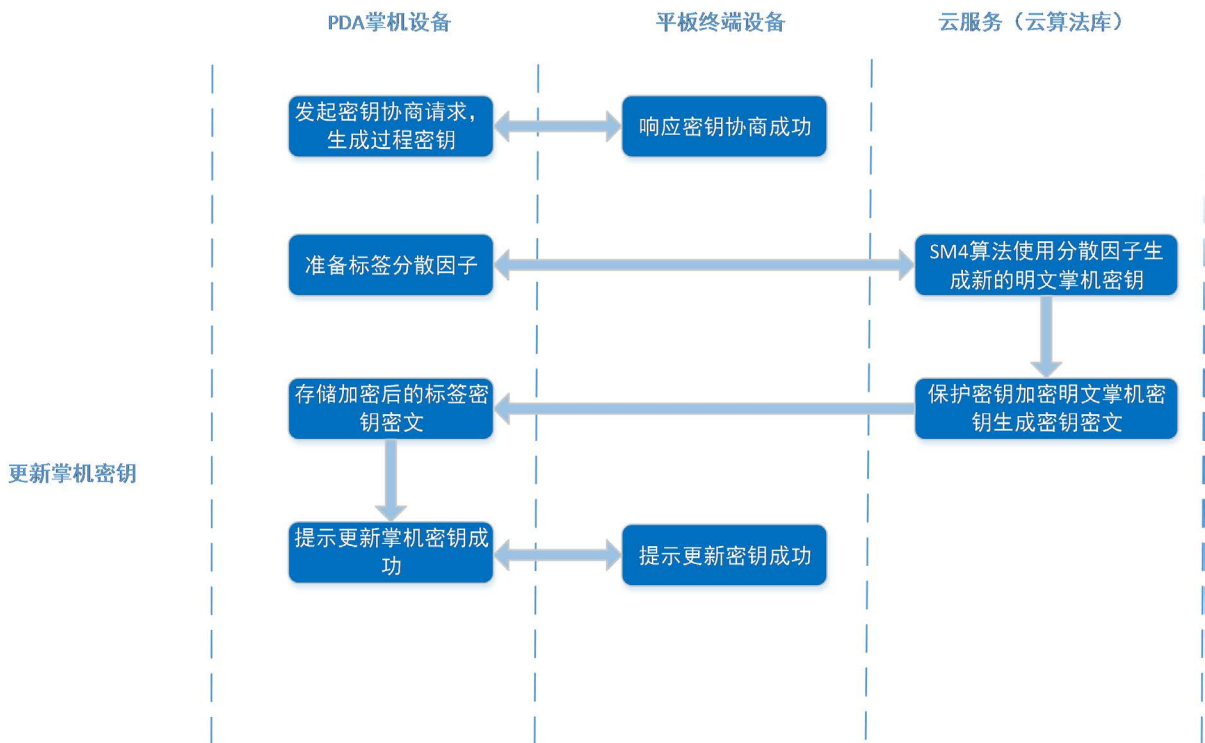 PDA掌机设备
平板终端设备
云服务（云算法库）
发起密钥协商请求，
生成过程密钥
响应密钥协商成功
准备标签分散因子
SM4算法使用分散因子生
成新的明文掌机密钥
存储加密后的标签密
钥密文
保护密钥加密明文掌机密
钥生成密钥密文
更新掌机密钥
提示更新掌机密钥成
功
提示更新密钥成功